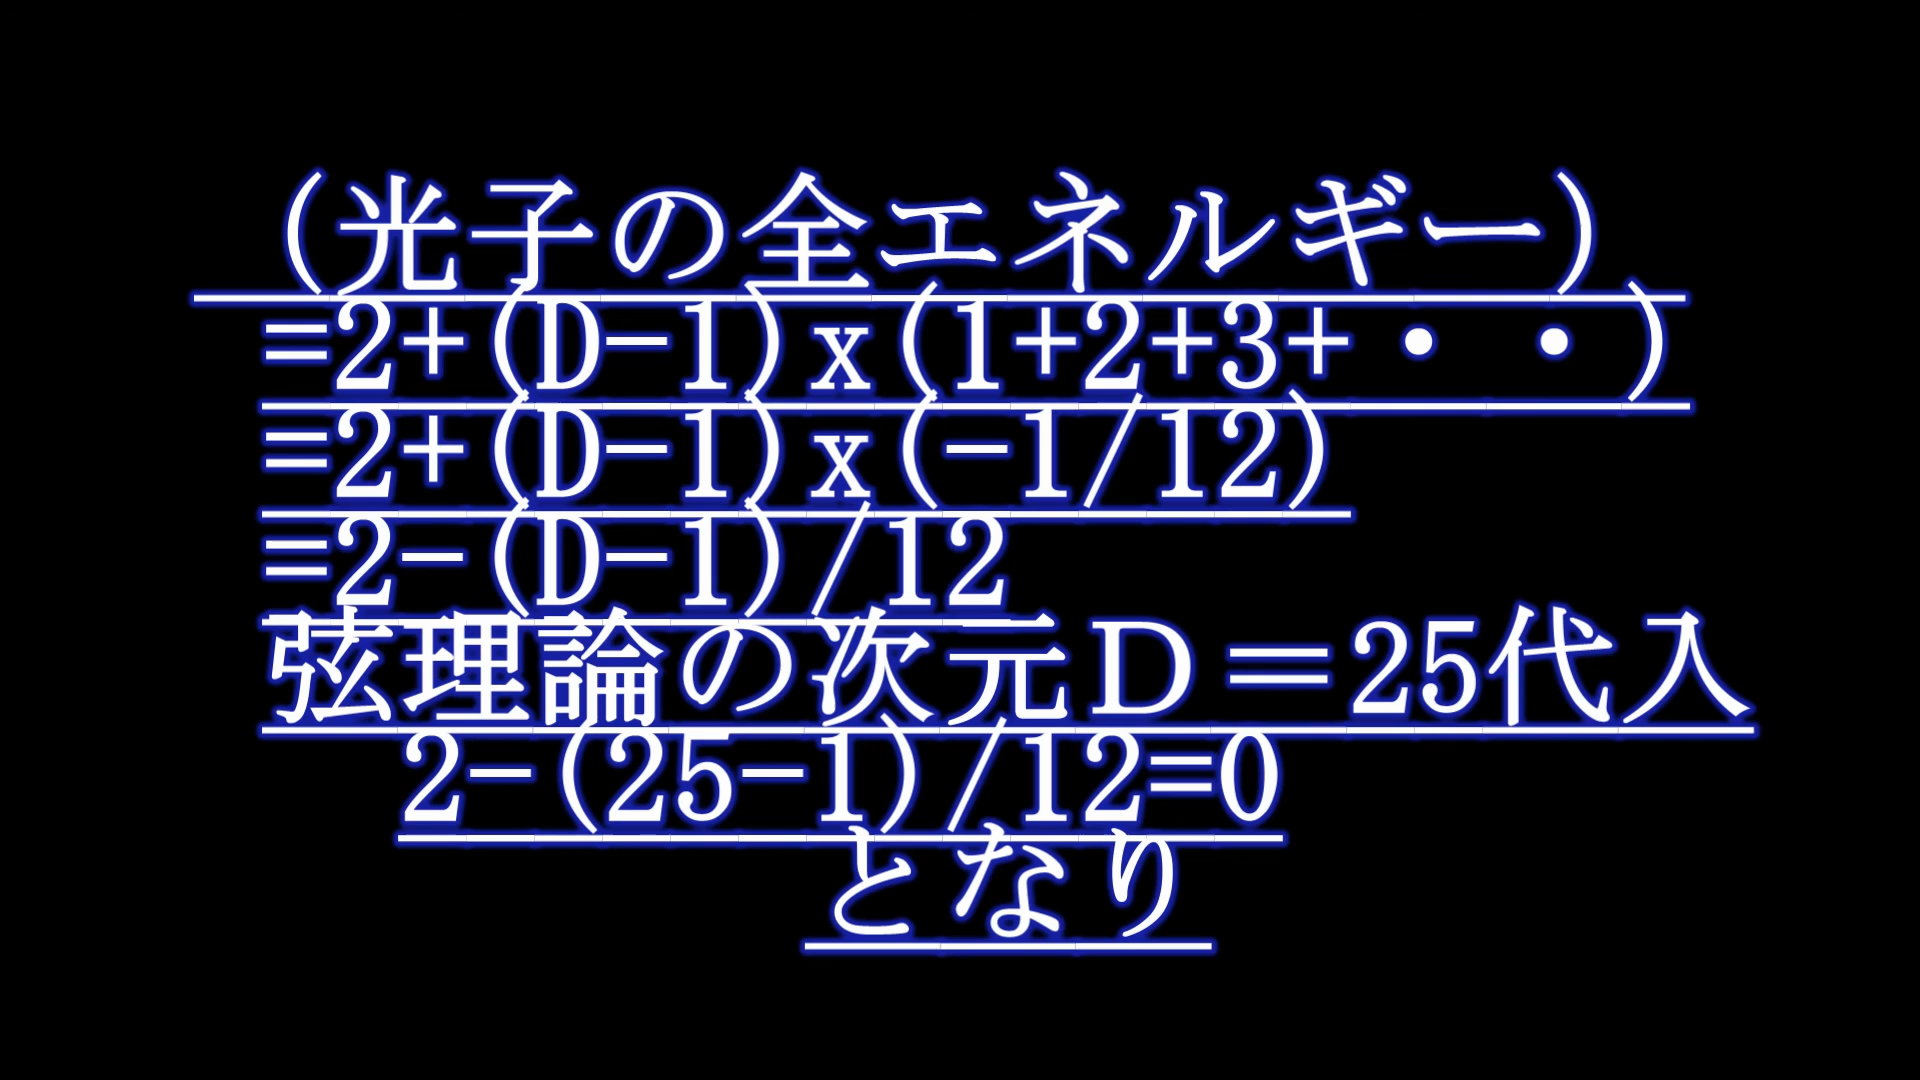 (光子の全エネルギー)
=2+(D-1)x(1+2+3+・・)
=2+(D-1)x(-1/12)
=2-(D-1)/12
弦理論の次元Ｄ＝25代入
2-(25-1)/12=0
となり